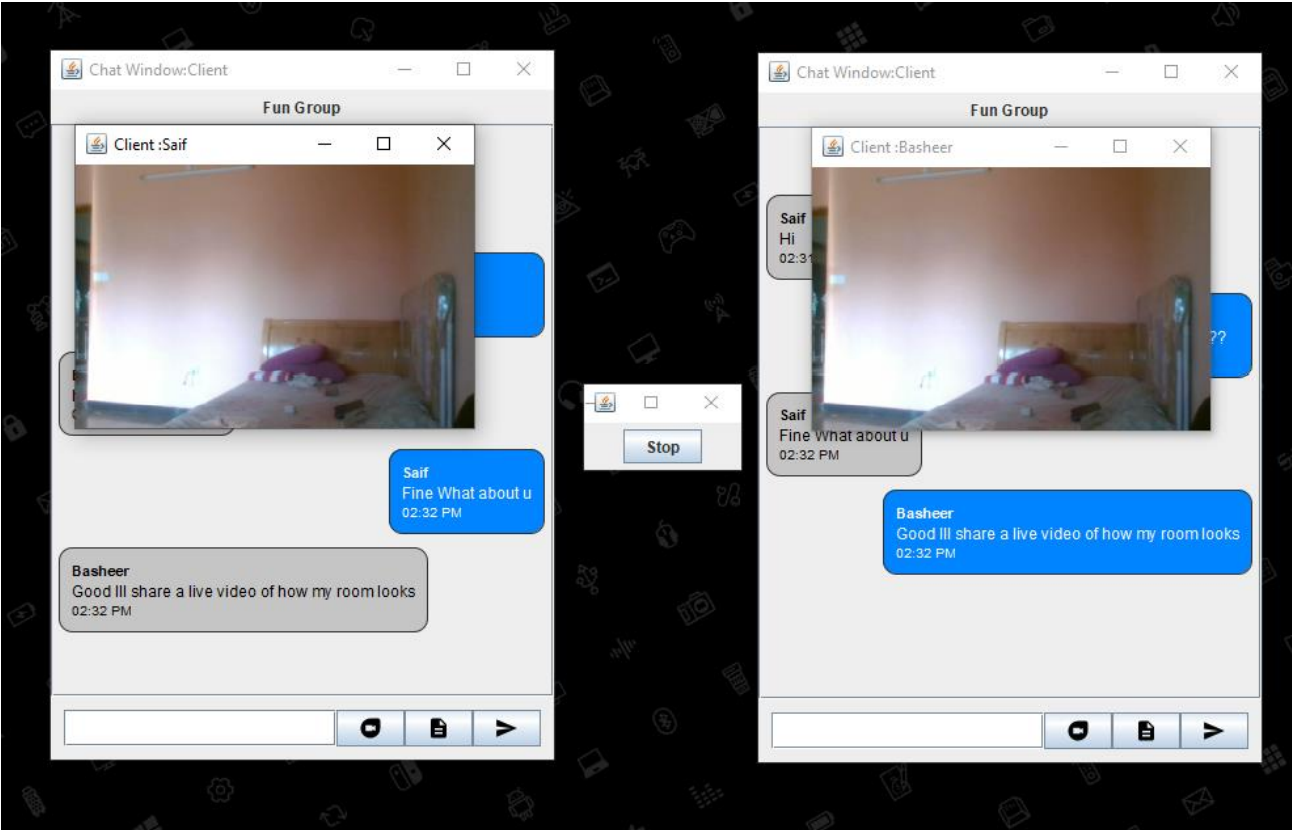 Chat Window:Client
Fun Group
Client :Saif
Saif
Fine What about u
02:32 PM
Basheer
Good Ill share a live video of how my room looks
02:32 PM
Stop
Chat Window:Client
Fun Group
Client :Basheer
Saif
Hi
02:31
??
Saif
Fine What about u
02:32 PM
Basheer
Good Ill share a live video of how my room looks
02:32 PM